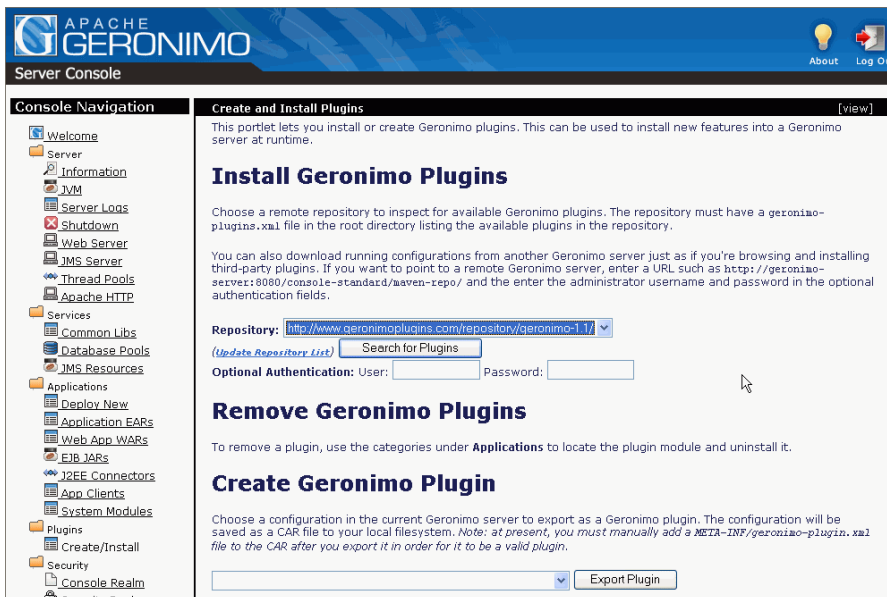 APACHE
GERONIMO
Server Console
About
Log O
Console Navigation
Welcome
Server
Information
JVM
Server Logs
Shutdown
Web Server
JMS Server
Thread Pools
Apache HTTP
Services
Common Libs
Database Pools
JMS Resources
Applications
Deploy New
Application EARs
Web App WARs
EJB JARs
J2EE Connectors
App Clients
System Modules
Plugins
Create/Install
Security
Console Realm
Create and Install Plugins [view]
This portlet lets you install or create Geronimo plugins. This can be used to install new features into a Geronimo
server at runtime.
Install Geronimo Plugins
Choose a remote repository to inspect for available Geronimo plugins. The repository must have a geronimo-
plugins.xml file in the root directory listing the available plugins in the repository.
You can also download running configurations from another Geronimo server just as if you're browsing and installing
third-party plugins. If you want to point to a remote Geronimo server, enter a URL such as http://geronimo-
server:8080/console-standard/maven-repo/ and the enter the administrator username and password in the optional
authentication fields.
Repository: http://www.geronimoplugins.com/repository/geronimo-1.1/
(Update Repository List) Search for Plugins
Optional Authentication: User: Password:
Remove Geronimo Plugins
To remove a plugin, use the categories under Applications to locate the plugin module and uninstall it.
Create Geronimo Plugin
Choose a configuration in the current Geronimo server to export as a Geronimo plugin. The configuration will be
saved as a CAR file to your local filesystem. Note: at present, you must manually add a META-INF/geronimo-plugin.xml
file to the CAR after you export it in order for it to be a valid plugin.
Export Plugin